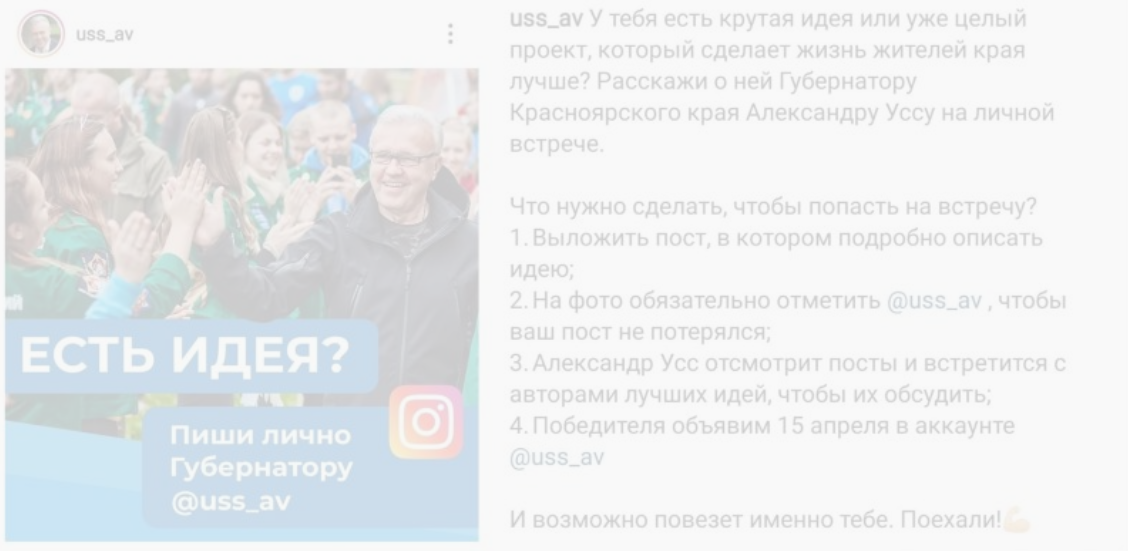 uss_av
ЕСТЬ ИДЕЯ?
Пиши лично
Губернатору
@uss_av
uss_av У тебя есть крутая идея или уже целый
проект, который сделает жизнь жителей края
лучше? Расскажи о ней Губернатору
Красноярского края Александру Уссу на личной
встрече.
Что нужно сделать, чтобы попасть на встречу?
1. Выложить пост, в котором подробно описать
идею;
2. На фото обязательно отметить @uss_av , чтобы
ваш пост не потерялся;
3. Александр Усс отсмотрит посты и встретится с
авторами лучших идей, чтобы их обсудить;
4. Победителя объявим 15 апреля в аккаунте
@uss_av
И возможно повезет именно тебе. Поехали!💪